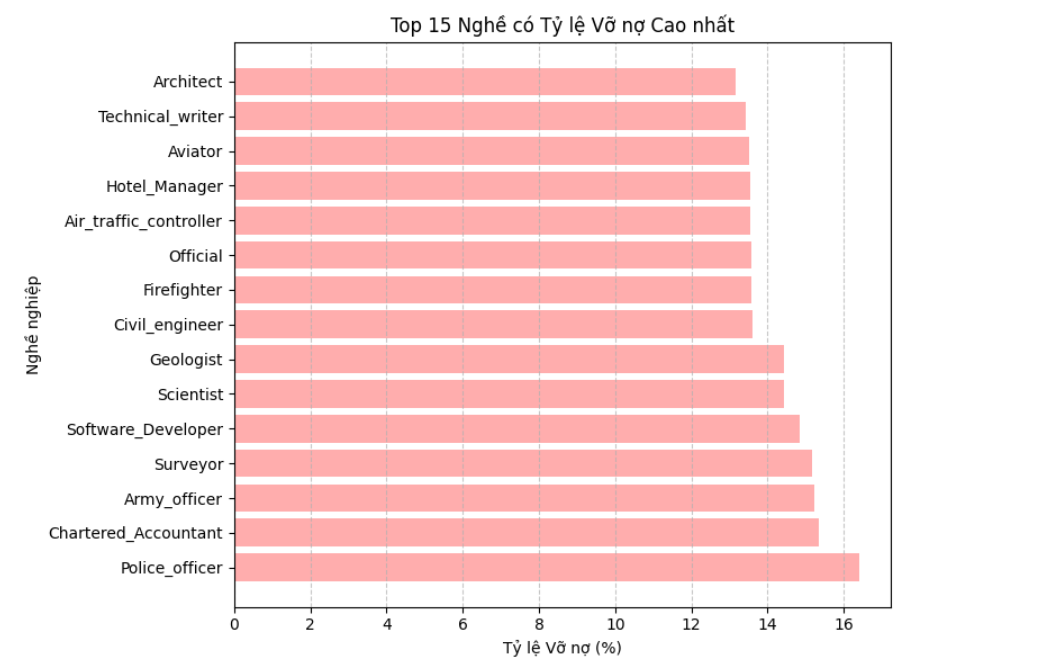 Top 15 Nghề có Tỷ lệ Vỡ nợ Cao nhất
Nghề nghiệp
Architect
Technical_writer
Aviator
Hotel_Manager
Air_traffic_controller
Official
Firefighter
Civil_engineer
Geologist
Scientist
Software_Developer
Surveyor
Army_officer
Chartered_Accountant
Police_officer
0 2 4 6 8 10 12 14 16
Tỷ lệ Vỡ nợ (%)